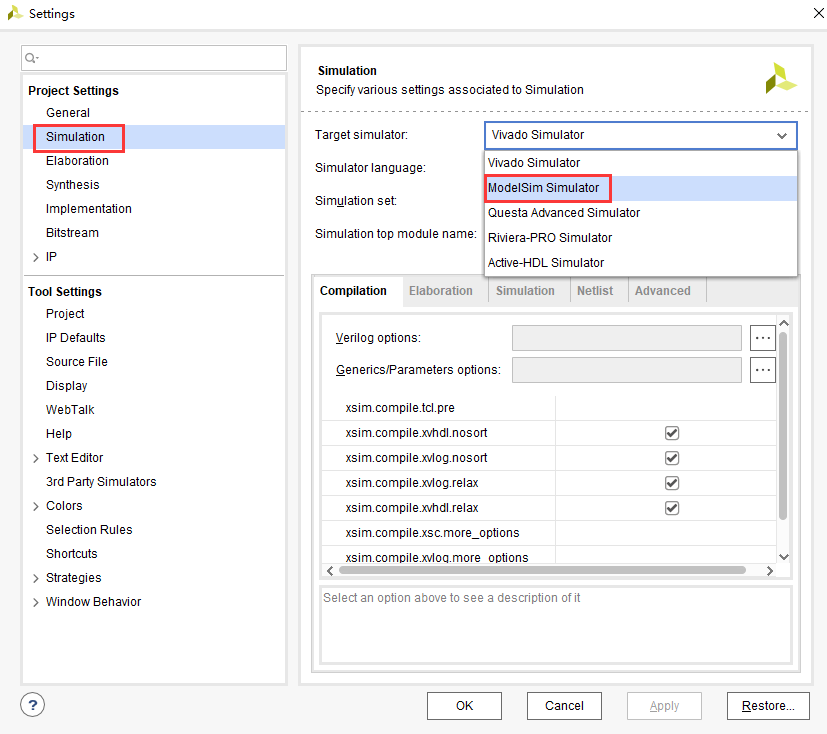 Settings
Project Settings
General
Simulation
Elaboration
Synthesis
Implementation
Bitstream
IP
Tool Settings
Project
IP Defaults
Source File
Display
WebTalk
Help
Text Editor
3rd Party Simulators
Colors
Selection Rules
Shortcuts
Strategies
Window Behavior
Simulation
Specify various settings associated to Simulation
Target simulator: Vivado Simulator
Vivado Simulator
Simulator language:
ModelSim Simulator
Simulation set:
Questa Advanced Simulator
Simulation top module name:
Riviera-PRO Simulator
Active-HDL Simulator
Compilation Elaboration Simulation Netlist Advanced
Verilog options: ...
Generics/Parameters options: ...
xsim.compile.tcl.pre
xsim.compile.xvhdl.nosort
xsim.compile.xvlog.nosort
xsim.compile.xvlog.relax
xsim.compile.xvhdl.relax
xsim.compile.xsc.more_options
xsim.compile.xvlog.more_options
Select an option above to see a description of it
? OK Cancel Apply Restore...